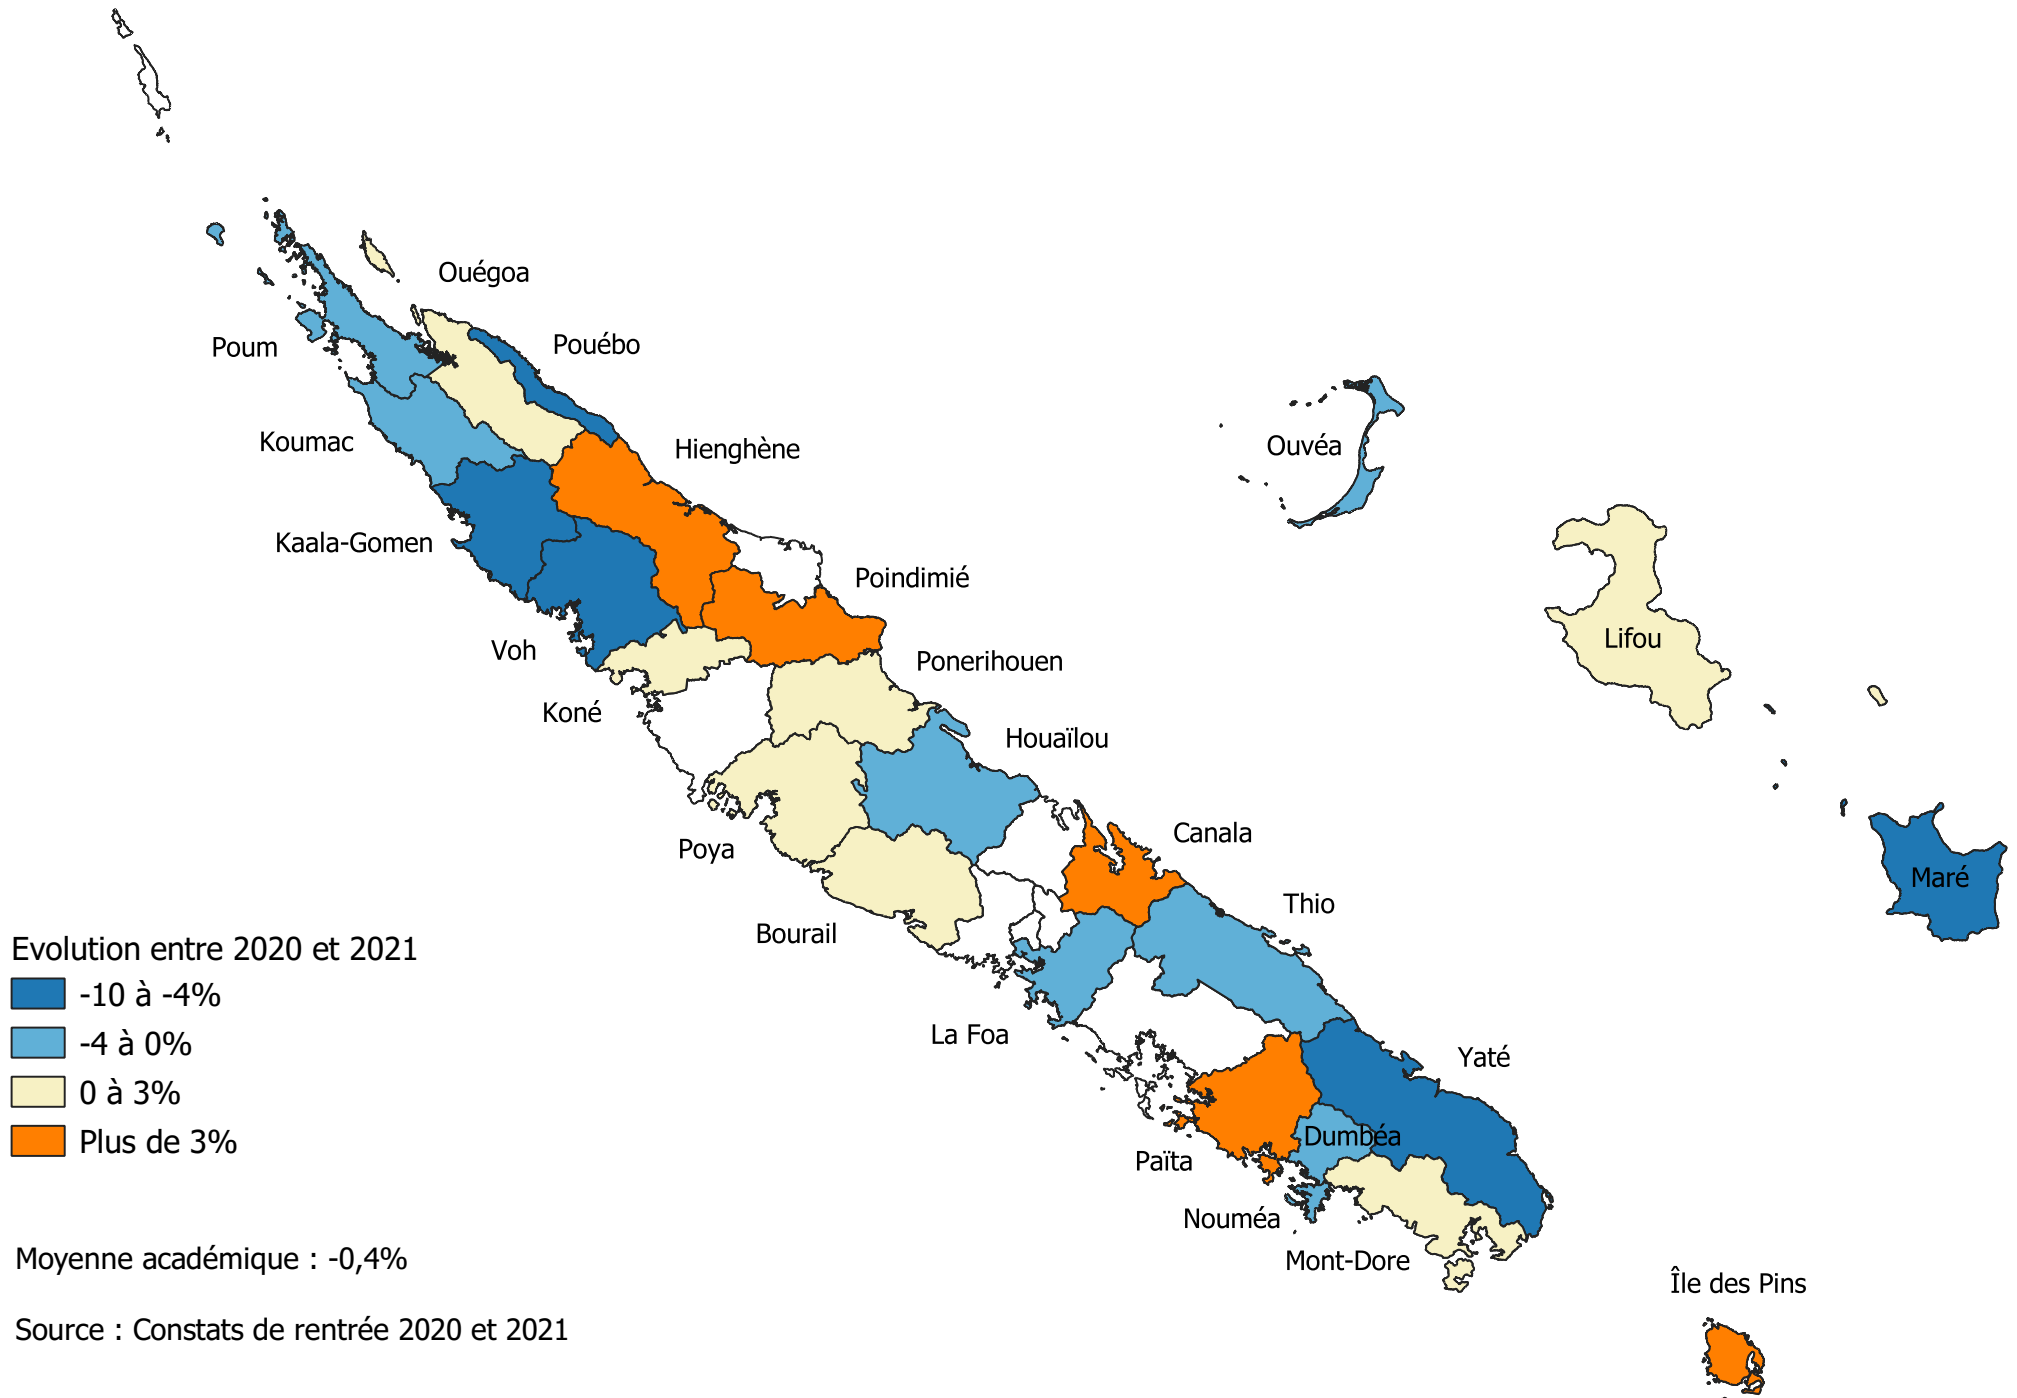 Ouégoa
Pouébo
Poum
Koumac
Hienghène
Ouvéa
Kaala-Gomen
Poindimié
Lifou
Voh
Ponerihouen
Koné
Houaïlou
Canala
Poya
Maré
Thio
Bourail
La Foa
Yaté
Dumbéa
Païta
Nouméa
Mont-Dore
Île des Pins
Evolution entre 2020 et 2021
-10 à -4%
-4 à 0%
0 à 3%
Plus de 3%
Moyenne académique : -0,4%
Source : Constats de rentrée 2020 et 2021